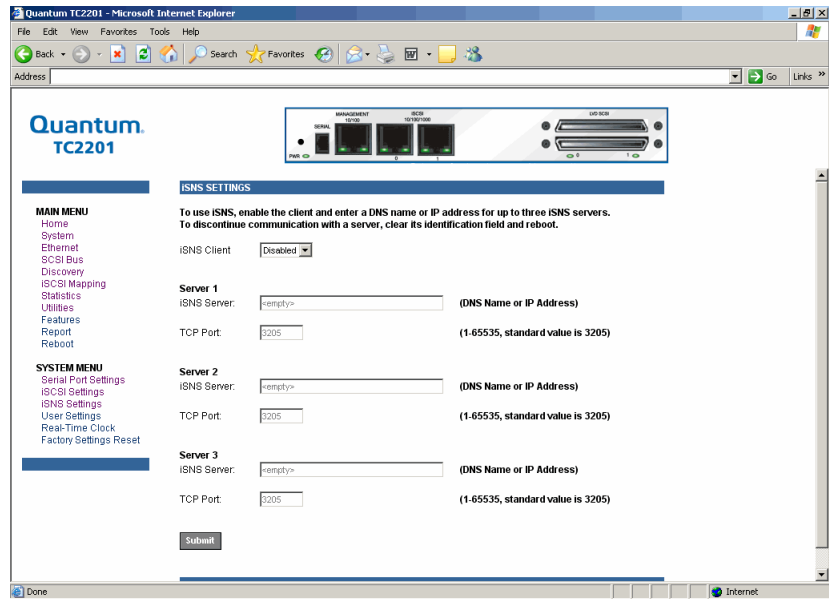 Quantum TC2201 - Microsoft Internet Explorer
File Edit View Favorites Tools Help
Back Search Favorites
Address Go Links »
Quantum.
TC2201
MANAGEMENT
10/100
iSCSI
10/100/1000
LVD SCSI
SERIAL
PWR 0 1 0 1
iSNS SETTINGS
MAIN MENU
Home
System
Ethernet
SCSI Bus
Discovery
iSCSI Mapping
Statistics
Utilities
Features
Report
Reboot
SYSTEM MENU
Serial Port Settings
iSCSI Settings
iSNS Settings
User Settings
Real-Time Clock
Factory Settings Reset
To use iSNS, enable the client and enter a DNS name or IP address for up to three iSNS servers.
To discontinue communication with a server, clear its identification field and reboot.
iSNS Client Disabled
Server 1
iSNS Server: <empty> (DNS Name or IP Address)
TCP Port: 3205 (1-65535, standard value is 3205)
Server 2
iSNS Server: <empty> (DNS Name or IP Address)
TCP Port: 3205 (1-65535, standard value is 3205)
Server 3
iSNS Server: <empty> (DNS Name or IP Address)
TCP Port: 3205 (1-65535, standard value is 3205)
Submit
Done Internet